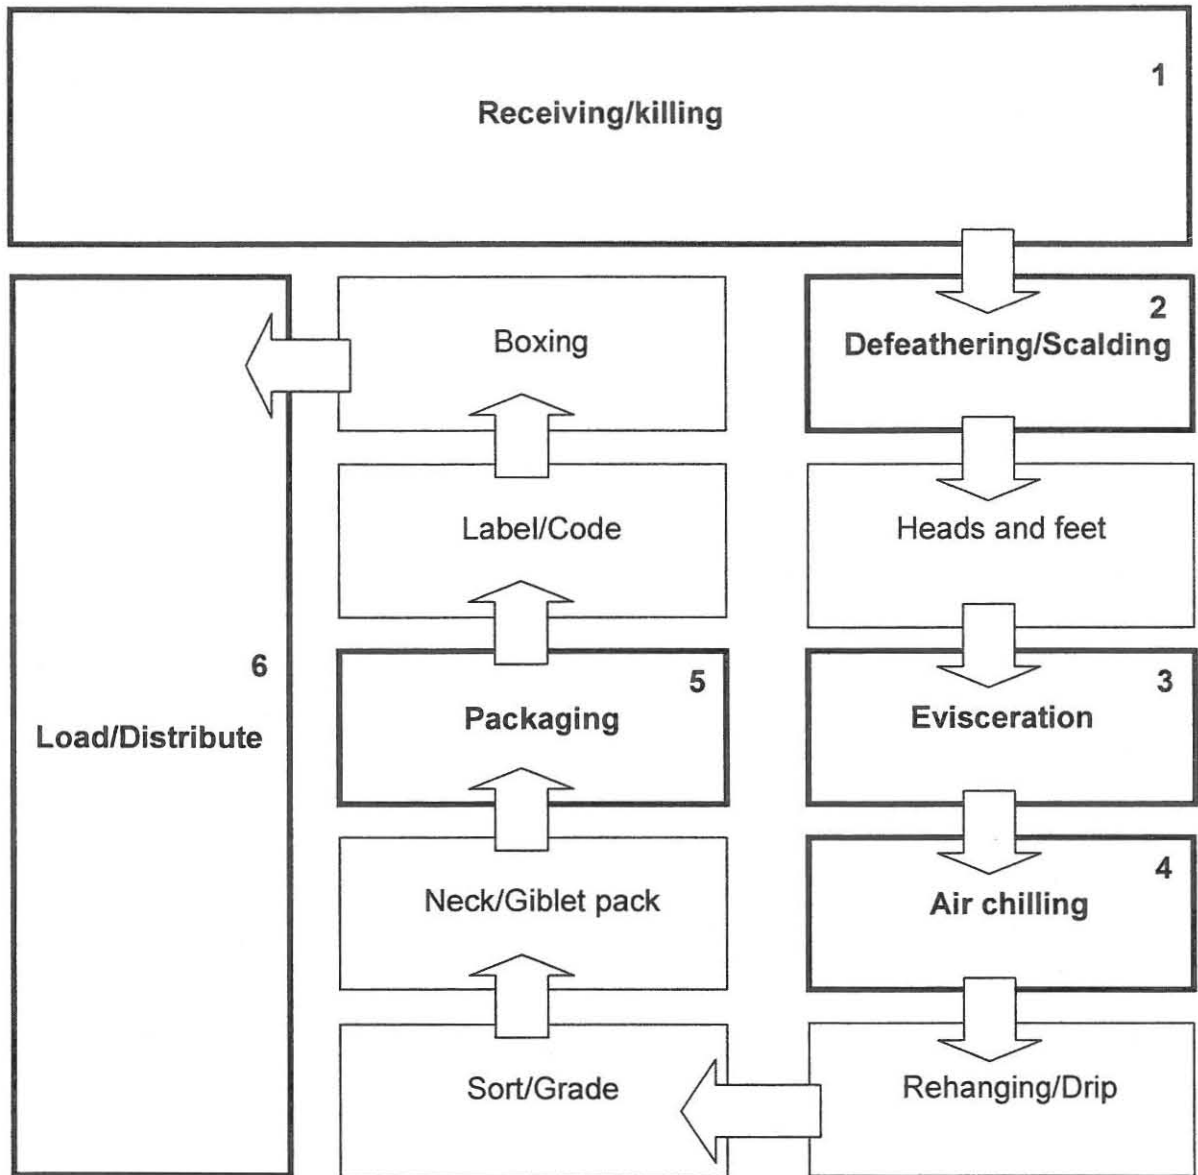 1
Receiving/killing
2
Defeathering/Scalding
Heads and feet
3
Evisceration
4
Air chilling
Rehanging/Drip
Sort/Grade
Neck/Giblet pack
5
Packaging
Label/Code
Boxing
6
Load/Distribute